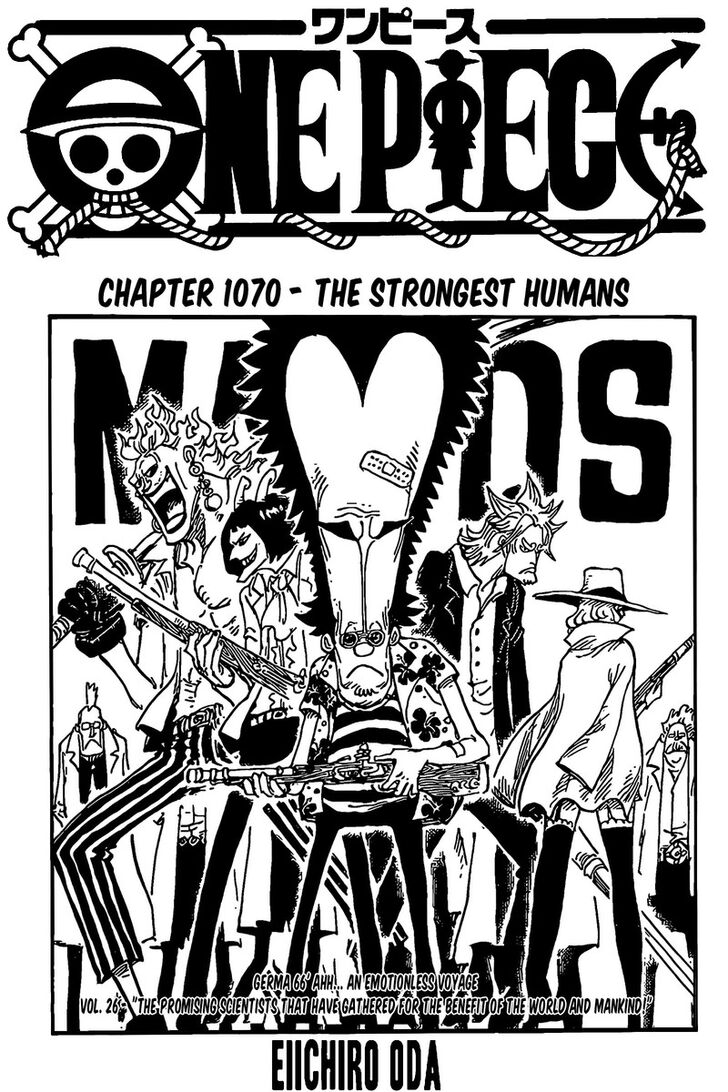 ワンピース
ONE PIECE
CHAPTER 1070 - THE STRONGEST HUMANS
MADS
GERMA 66' AHH... AN EMOTIONLESS VOYAGE
VOL. 26 - "THE PROMISING SCIENTISTS THAT HAVE GATHERED FOR THE BENEFIT OF THE WORLD AND MANKIND!"
EIICHIRO ODA